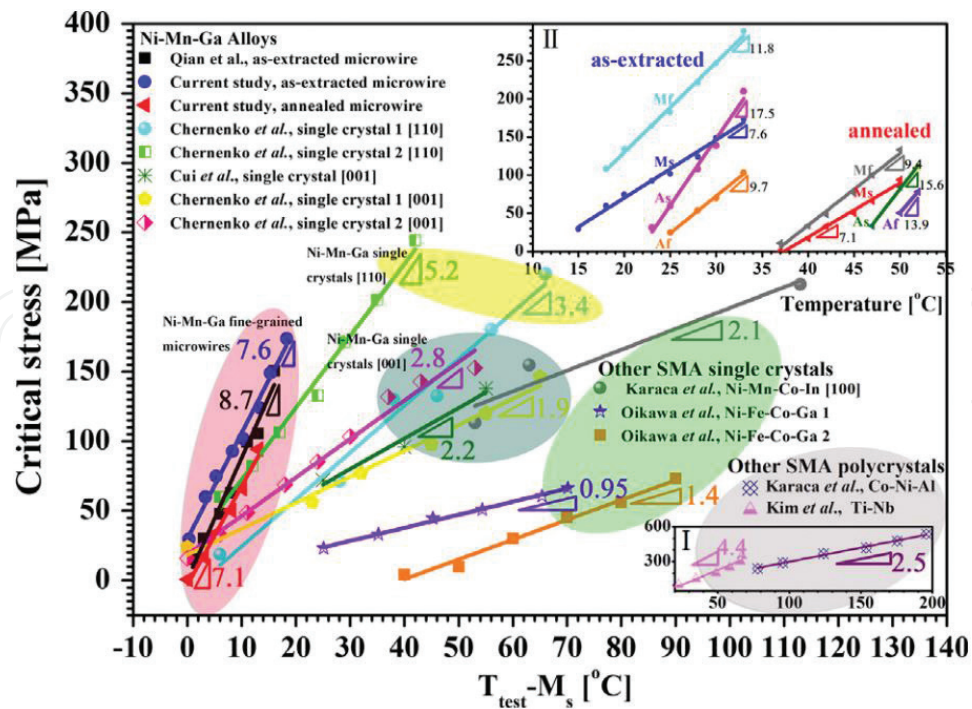 Critical stress [MPa]
400
350
300
250
200
150
100
50
0
Ni-Mn-Ga Alloys
Qian et al., as-extracted microwire
Current study, as-extracted microwire
Current study, annealed microwire
Chernenko et al., single crystal 1 [110]
Chernenko et al., single crystal 2 [110]
Cui et al., single crystal [001]
Chernenko et al., single crystal 1 [001]
Chernenko et al., single crystal 2 [001]
II
as-extracted
annealed
250
200
150
100
50
0
Mf
11.8
17.5
Ms
7.6
As
9.7
Af
Mf
9.4
Ms
15.6
As
Af
13.9
7.1
10 15 20 25 30 35 40 45 50 55
Temperature [°C]
Ni-Mn-Ga single
crystals [110]
5.2
3.4
Ni-Mn-Ga fine-grained
microwires
7.6
8.7
7.1
Ni-Mn-Ga single
crystals [001]
2.8
1.9
2.2
2.1
Other SMA single crystals
Karaca et al., Ni-Mn-Co-In [100]
Oikawa et al., Ni-Fe-Co-Ga 1
Oikawa et al., Ni-Fe-Co-Ga 2
0.95
1.4
Other SMA polycrystals
Karaca et al., Co-Ni-Al
Kim et al., Ti-Nb
I
600
300
4.4
2.5
50 100 150 200
-10 0 10 20 30 40 50 60 70 80 90 100 110 120 130 140
Ttest-Ms [°C]